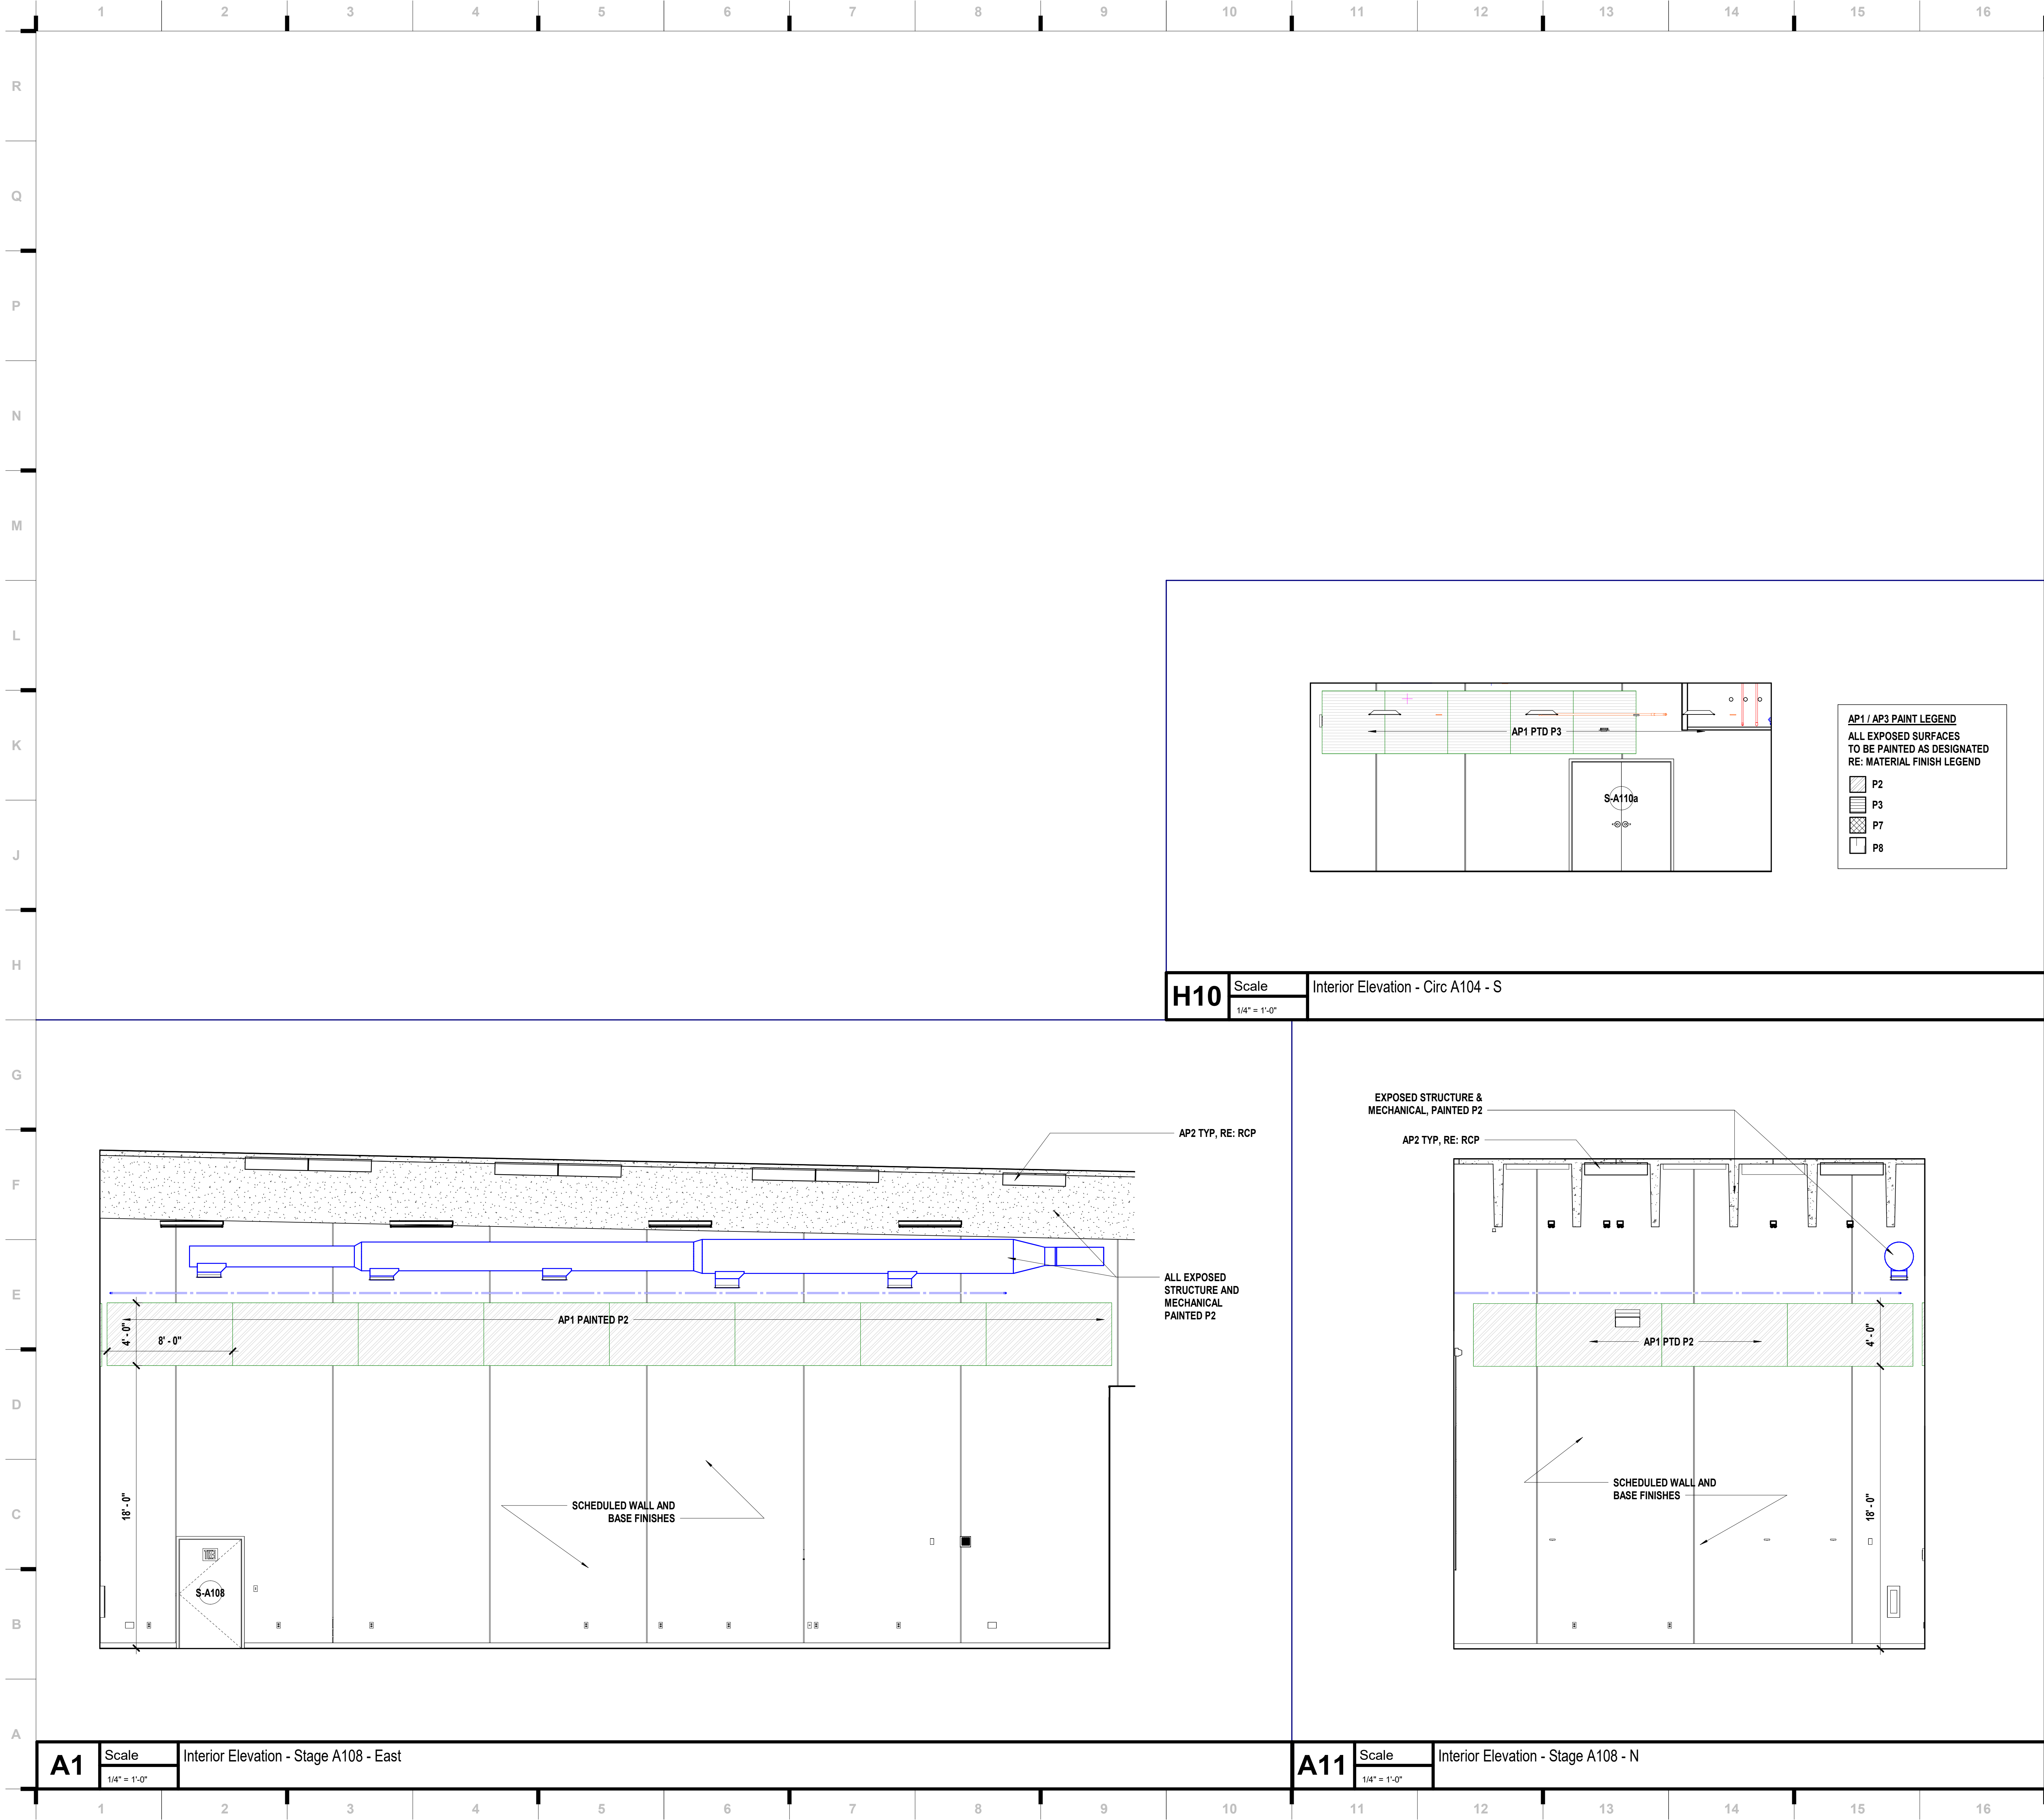 1 2 3 4 5 6 7 8 9 10 11 12 13 14 15 16
R
Q
P
N
M
L
K
J
H
G
F
E
D
C
B
A
AP1 PTD P3
S-A110a
AP1 / AP3 PAINT LEGEND
ALL EXPOSED SURFACES
TO BE PAINTED AS DESIGNATED
RE: MATERIAL FINISH LEGEND
P2
P3
P7
P8
H10
Scale
1/4" = 1'-0"
Interior Elevation - Circ A104 - S
AP2 TYP, RE: RCP
ALL EXPOSED
STRUCTURE AND
MECHANICAL
PAINTED P2
AP1 PAINTED P2
4' - 0"
8' - 0"
18' - 0"
SCHEDULED WALL AND
BASE FINISHES
S-A108
A1
Scale
1/4" = 1'-0"
Interior Elevation - Stage A108 - East
EXPOSED STRUCTURE &
MECHANICAL, PAINTED P2
AP2 TYP, RE: RCP
AP1 PTD P2
4' - 0"
SCHEDULED WALL AND
BASE FINISHES
18' - 0"
A11
Scale
1/4" = 1'-0"
Interior Elevation - Stage A108 - N
1 2 3 4 5 6 7 8 9 10 11 12 13 14 15 16